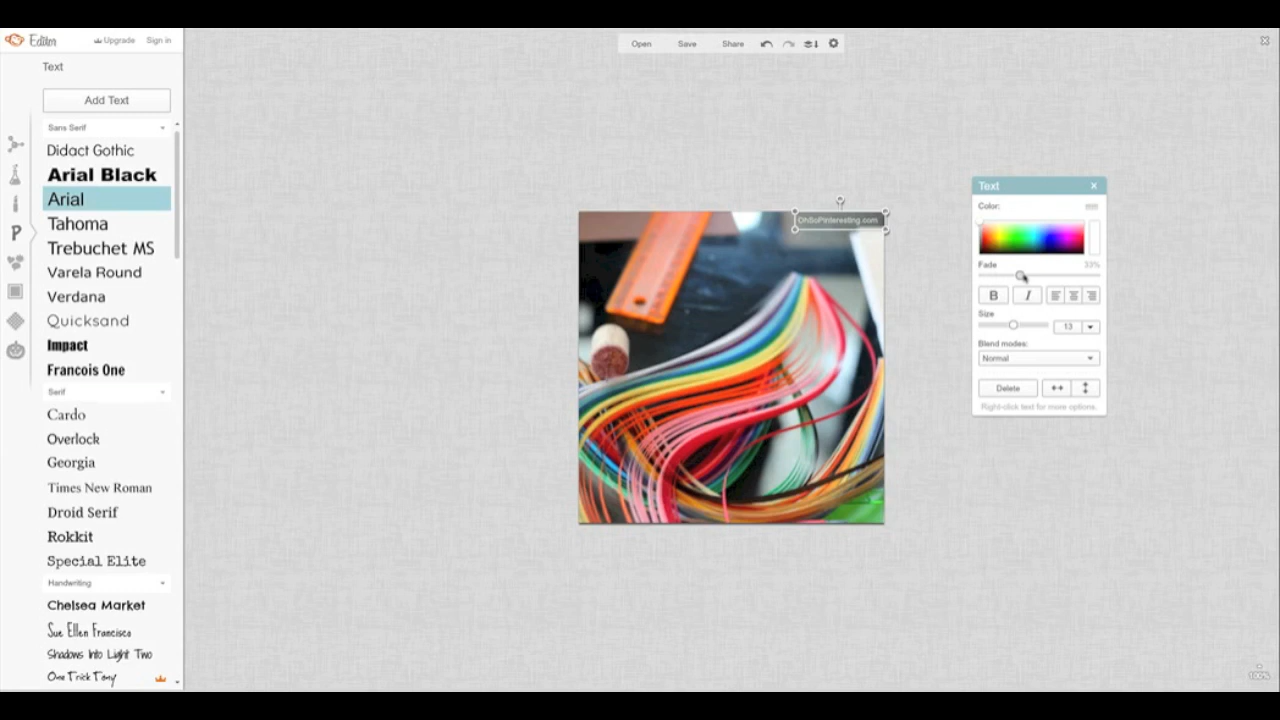 Editor
Upgrade
Sign in
Open
Save
Share
Text
Add Text
Sans Serif
Didact Gothic
Arial Black
Arial
Tahoma
Trebuchet MS
Varela Round
Verdana
Quicksand
Impact
Francois One
Serif
Cardo
Overlock
Georgia
Times New Roman
Droid Serif
Rokkit
Special Elite
Handwriting
Chelsea Market
Sue Ellen Francisco
Shadows Into Light Two
One Trick Tony
OhSoPinteresting.com
Text
Color:
Fade
33%
B I
Size
13
Blend modes:
Normal
Delete
Right-click text for more options.
100%